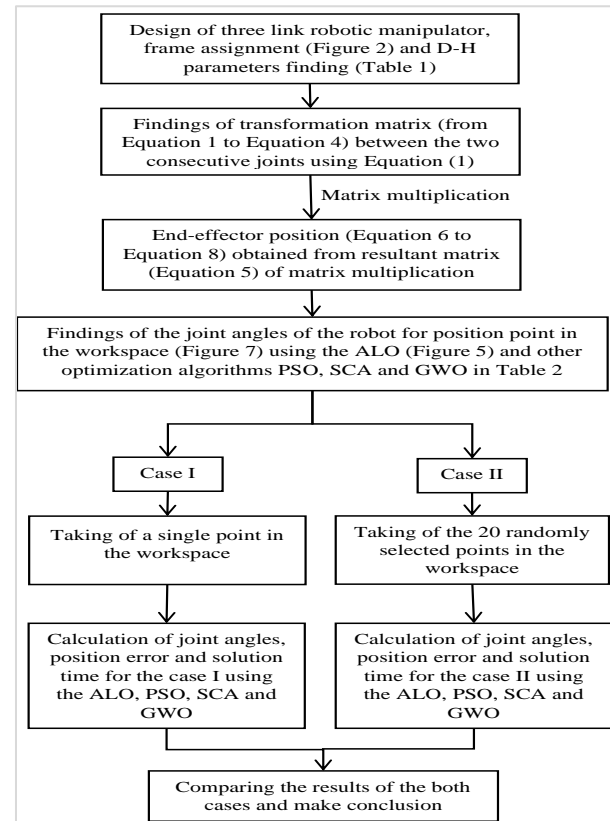 Design of three link robotic manipulator,
frame assignment (Figure 2) and D-H
parameters finding (Table 1)
Findings of transformation matrix (from
Equation 1 to Equation 4) between the two
consecutive joints using Equation (1)
Matrix multiplication
End-effector position (Equation 6 to
Equation 8) obtained from resultant matrix
(Equation 5) of matrix multiplication
Findings of the joint angles of the robot for position point in
the workspace (Figure 7) using the ALO (Figure 5) and other
optimization algorithms PSO, SCA and GWO in Table 2
Case I
Taking of a single point in
the workspace
Calculation of joint angles,
position error and solution
time for the case I using
the ALO, PSO, SCA and
GWO
Case II
Taking of the 20 randomly
selected points in the
workspace
Calculation of joint angles,
position error and solution
time for the case II using
the ALO, PSO, SCA and
GWO
Comparing the results of the both
cases and make conclusion